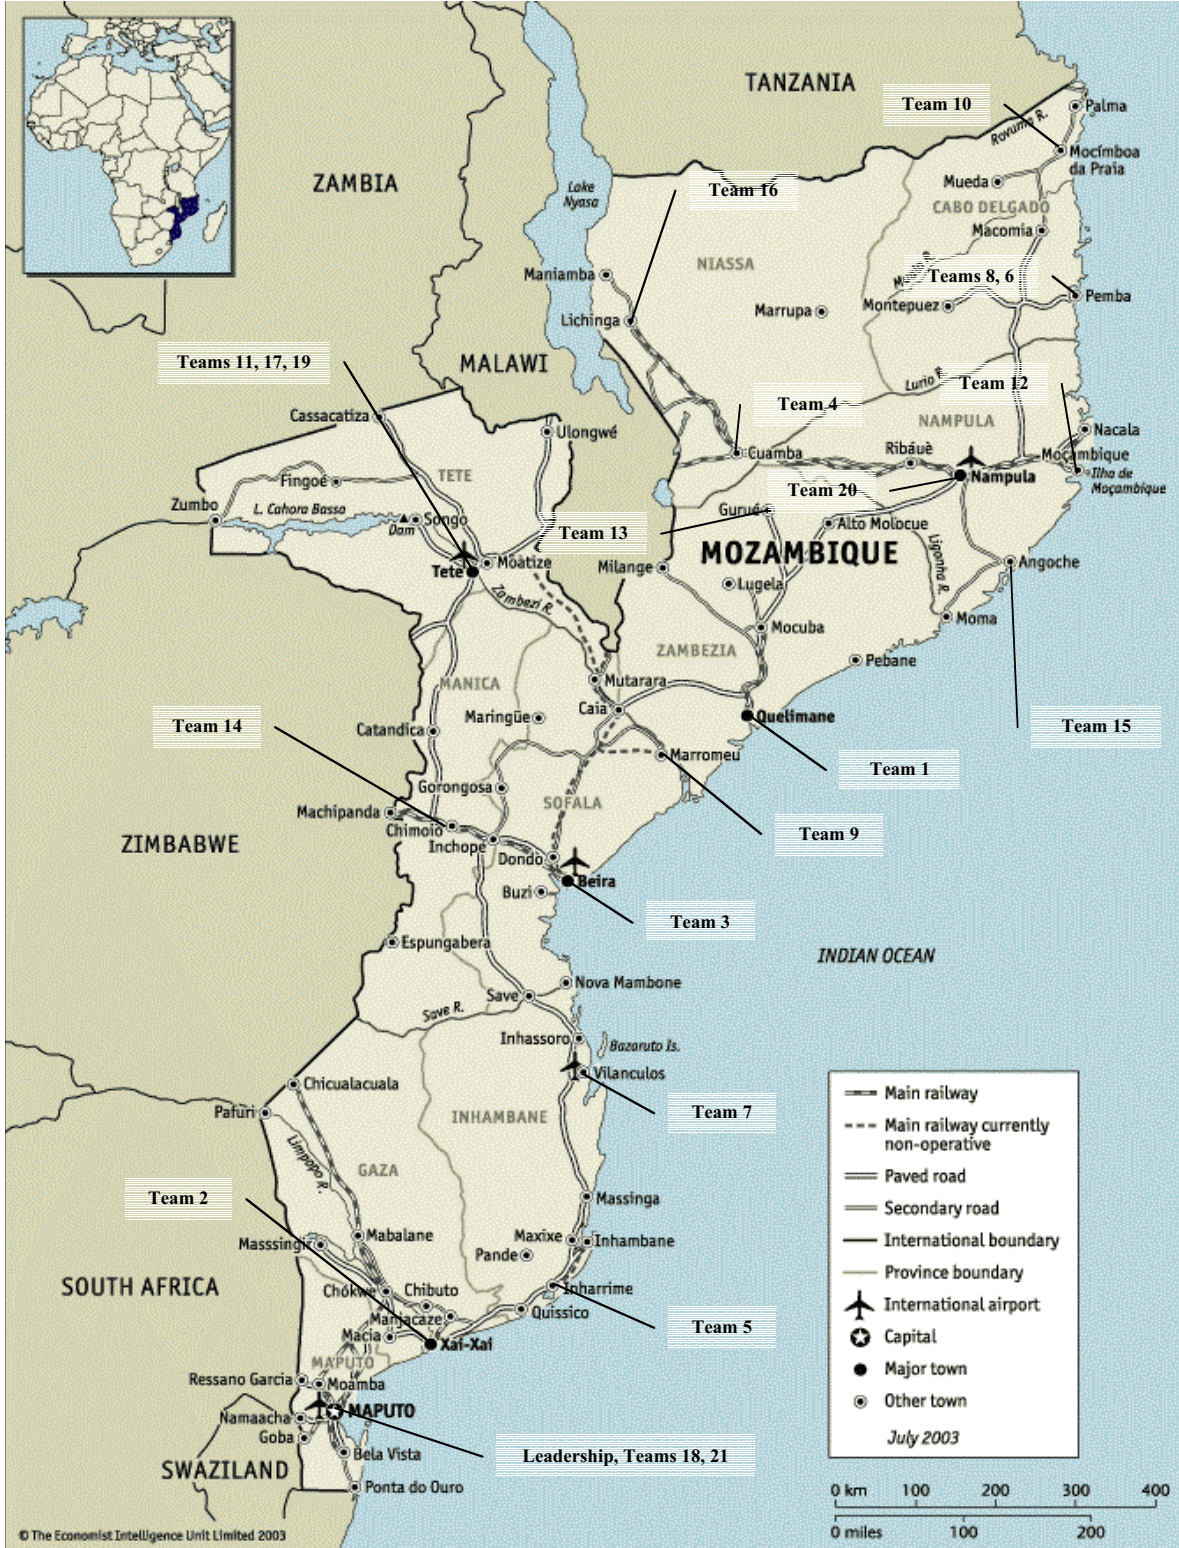 TANZANIA
Team 10
Palma
Rovuma R.
Mocímboa
da Praia
ZAMBIA
Lake
Nyasa
Team 16
Mueda
CABO DELGADO
Macomia
NIASSA
Maniamba
Teams 8, 6
Pemba
Montepuez
Marrupa
Lichinga
Teams 11, 17, 19
MALAWI
Lurio R.
Team 12
Cassacatiza
Team 4
NAMPULA
Ulongwé
Nacala
Cuamba
Ribáuè
Moçambique
Ilha de
Moçambique
TETE
Fingoé
Nampula
Team 20
Zumbo
L. Cahora Bassa
Songo
Dam
Gurué
Alto Molocue
Team 13
MOZAMBIQUE
Ligonha R.
Moatize
Tete
Milange
Angoche
Lugela
Zambezi R.
Moma
Mocuba
ZAMBEZIA
Pebane
MANICA
Mutarara
Caia
Maringüe
Quelimane
Team 14
Catandica
Team 15
Marromeu
Team 1
Gorongosa
SOFALA
Machipanda
Chimoio
Team 9
ZIMBABWE
Inchope
Dondo
Beira
Buzi
Team 3
Espungabera
INDIAN OCEAN
Nova Mambone
Save
Save R.
Inhassoro
Bazaruto Is.
Vilanculos
Chicualacuala
Pafuri
INHAMBANE
Team 7
Limpopo R.
GAZA
Team 2
Massinga
Mabalane
Masssingir
Maxixe
Inhambane
Pande
SOUTH AFRICA
Chókwe
Chibuto
Inharrime
Manjacaze
Quissico
Team 5
Macia
Xai-Xai
MAPUTO
Ressano Garcia
Moamba
Namaacha
MAPUTO
Goba
Bela Vista
Leadership, Teams 18, 21
SWAZILAND
Ponta do Ouro
Main railway
Main railway currently
non-operative
Paved road
Secondary road
International boundary
Province boundary
International airport
Capital
Major town
Other town
July 2003
0 km 100 200 300 400
0 miles 100 200
© The Economist Intelligence Unit Limited 2003